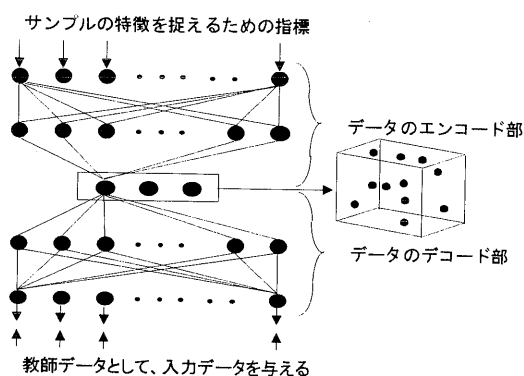 サンプルの特徴を捉えるための指標
データのエンコード部
データのデコード部
教師データとして、入力データを与える